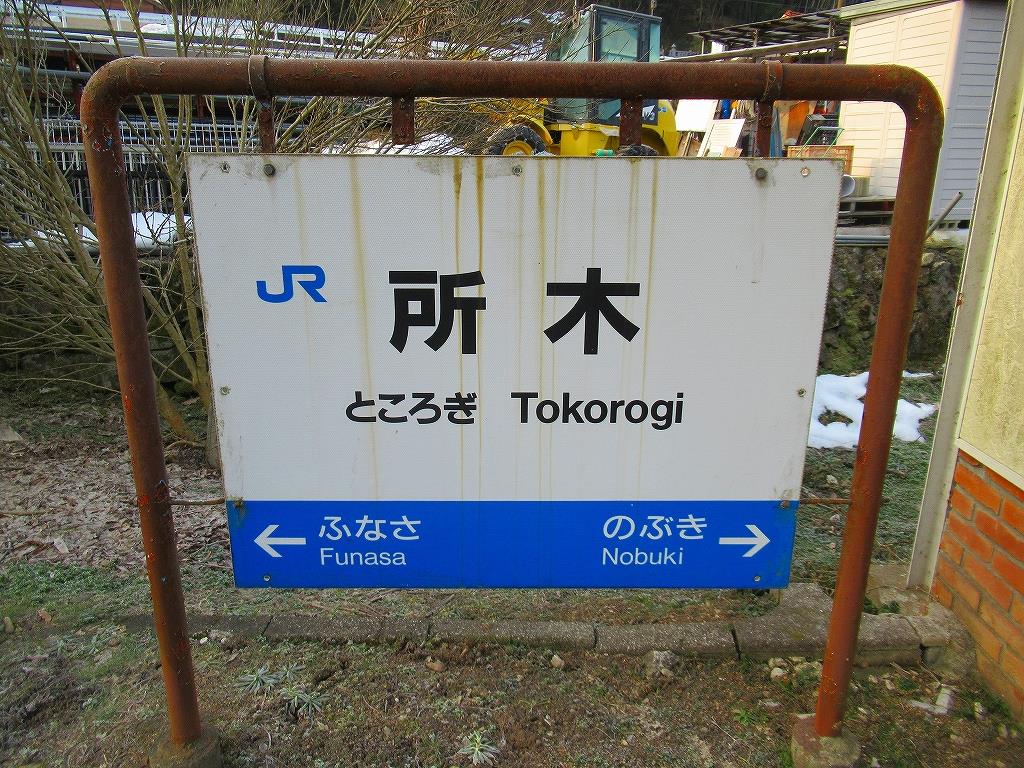 JR 所木
ところぎ Tokorogi
← ふなさ
Funasa
のぶき →
Nobuki